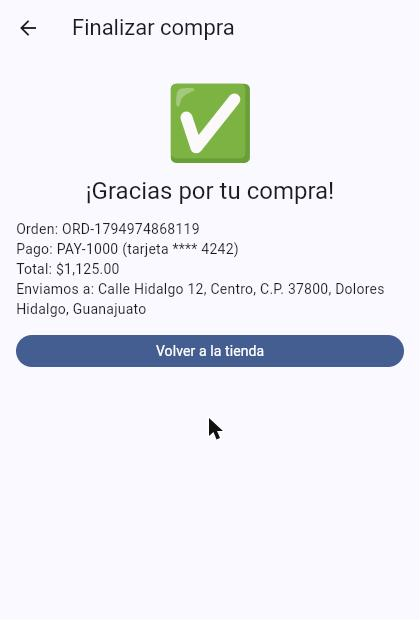 Finalizar compra
¡Gracias por tu compra!
Orden: ORD-1794974868119
Pago: PAY-1000 (tarjeta **** 4242)
Total: $1,125.00
Enviamos a: Calle Hidalgo 12, Centro, C.P. 37800, Dolores
Hidalgo, Guanajuato
Volver a la tienda